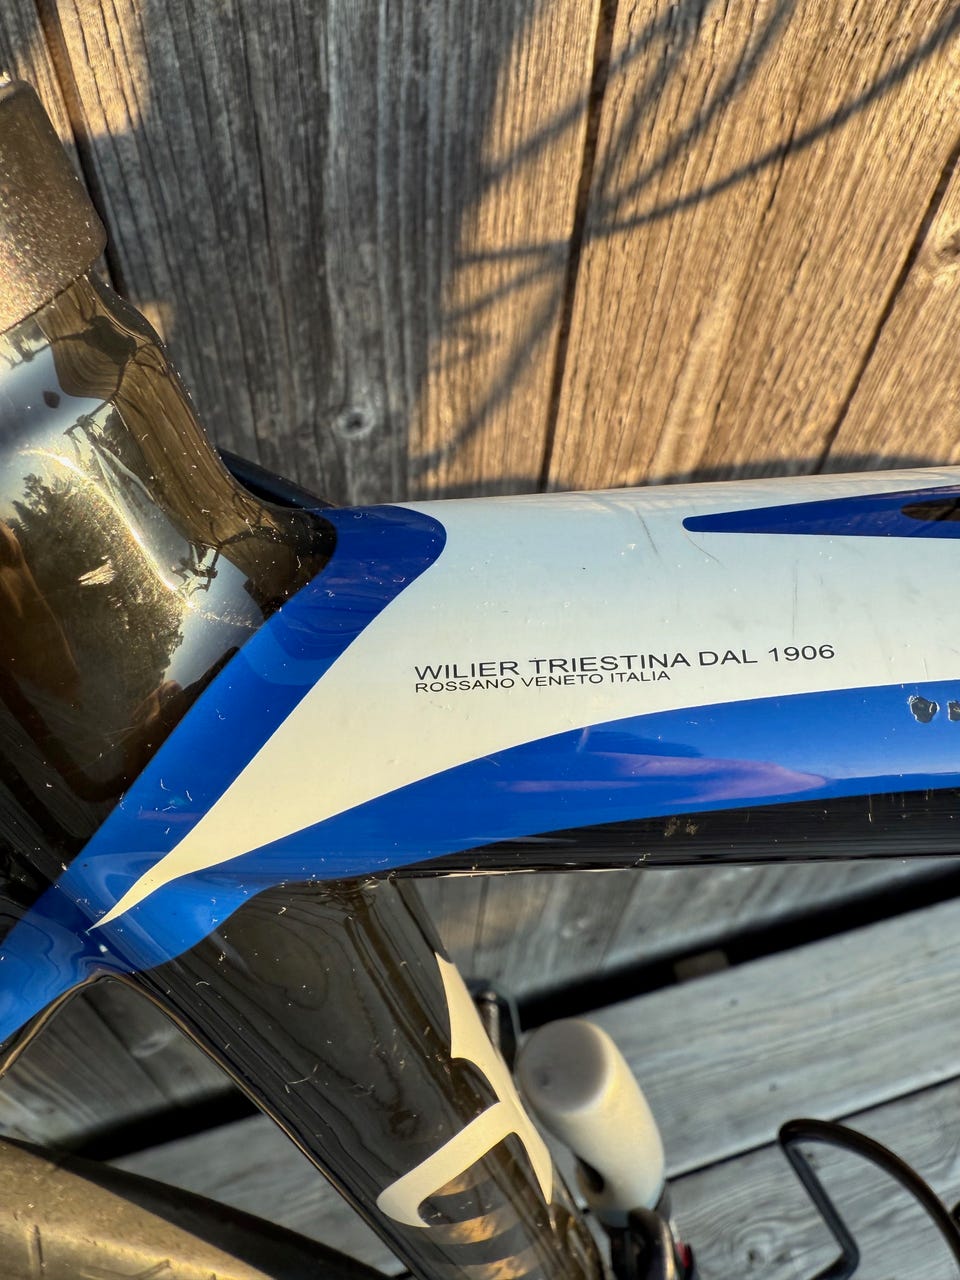 WILIER TRIESTINA DAL 1906
ROSSANO VENETO ITALIA